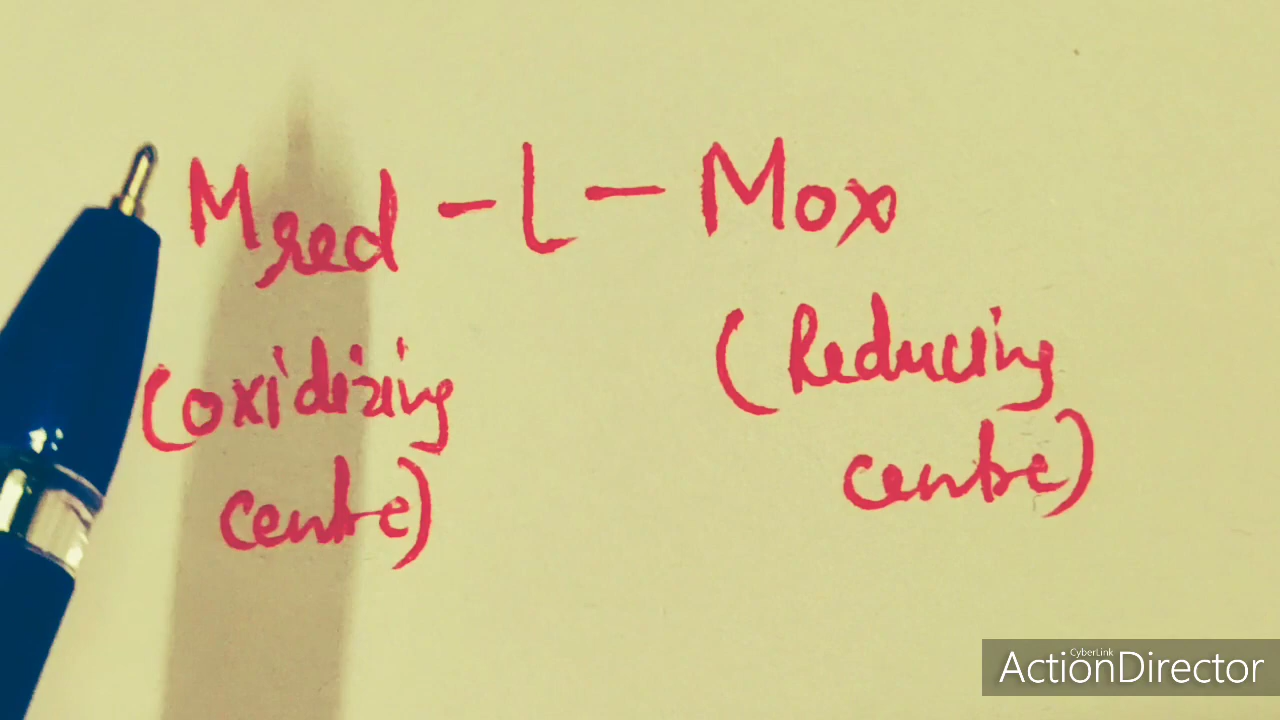 Mred - L - Mox
(oxidizing
centre)
(Reducing
centre)
CyberLink
ActionDirector